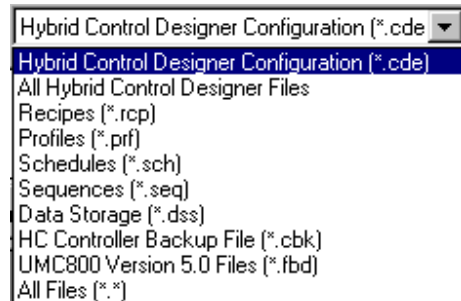 Hybrid Control Designer Configuration (*.cde
Hybrid Control Designer Configuration (*.cde)
All Hybrid Control Designer Files
Recipes (*.rcp)
Profiles (*.prf)
Schedules (*.sch)
Sequences (*.seq)
Data Storage (*.dss)
HC Controller Backup File (*.cbk)
UMC800 Version 5.0 Files (*.fbd)
All Files (*.*)